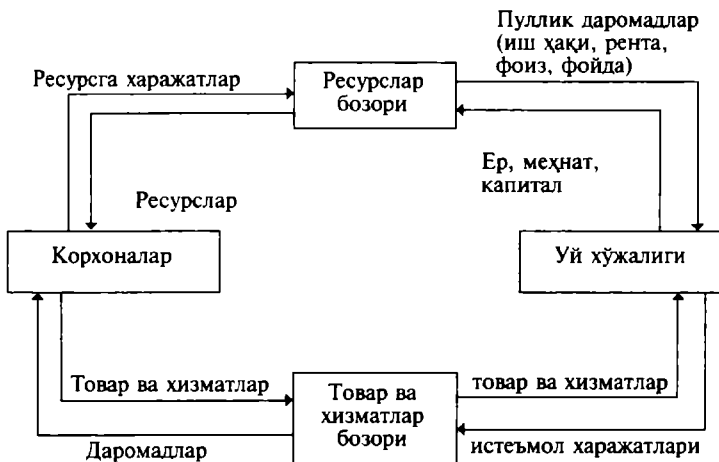 Пуллик даромадлар
(иш ҳақи, рента,
фоиз, фойда)
Ресурсга харажатлар
Ресурслар
бозори
Ер, меҳнат,
капитал
Ресурслар
Корхоналар
Уй хўжалиги
Товар ва хизматлар
Товар ва
хизматлар
бозори
товар ва хизматлар
Даромадлар
истеъмол харажатлари